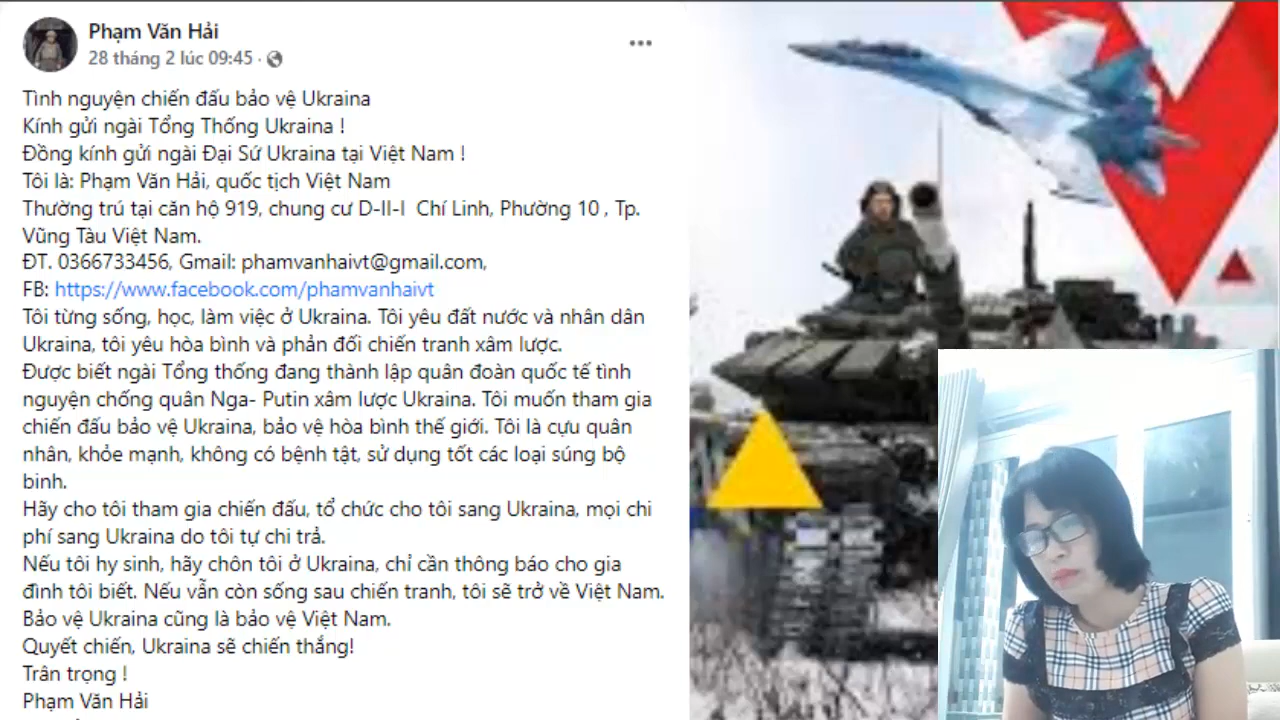 Phạm Văn Hải
28 tháng 2 lúc 09:45 ·
Tình nguyện chiến đấu bảo vệ Ukraina
Kính gửi ngài Tổng Thống Ukraina !
Đồng kính gửi ngài Đại Sứ Ukraina tại Việt Nam !
Tôi là: Phạm Văn Hải, quốc tịch Việt Nam
Thường trú tại căn hộ 919, chung cư D-II-I Chí Linh, Phường 10 , Tp.
Vũng Tàu Việt Nam.
ĐT. 0366733456, Gmail: phamvanhaivt@gmail.com,
FB: https://www.facebook.com/phamvanhaivt
Tôi từng sống, học, làm việc ở Ukraina. Tôi yêu đất nước và nhân dân
Ukraina, tôi yêu hòa bình và phản đối chiến tranh xâm lược.
Được biết ngài Tổng thống đang thành lập quân đoàn quốc tế tình
nguyện chống quân Nga- Putin xâm lược Ukraina. Tôi muốn tham gia
chiến đấu bảo vệ Ukraina, bảo vệ hòa bình thế giới. Tôi là cựu quân
nhân, khỏe mạnh, không có bệnh tật, sử dụng tốt các loại súng bộ
binh.
Hãy cho tôi tham gia chiến đấu, tổ chức cho tôi sang Ukraina, mọi chi
phí sang Ukraina do tôi tự chi trả.
Nếu tôi hy sinh, hãy chôn tôi ở Ukraina, chỉ cần thông báo cho gia
đình tôi biết. Nếu vẫn còn sống sau chiến tranh, tôi sẽ trở về Việt Nam.
Bảo vệ Ukraina cũng là bảo vệ Việt Nam.
Quyết chiến, Ukraina sẽ chiến thắng!
Trân trọng !
Phạm Văn Hải